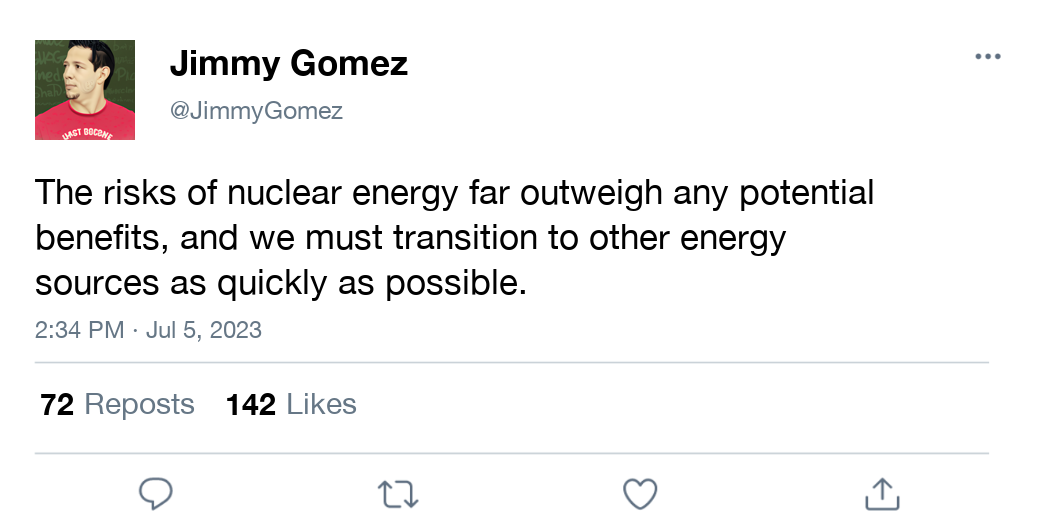 Jimmy Gomez
@JimmyGomez
The risks of nuclear energy far outweigh any potential
benefits, and we must transition to other energy
sources as quickly as possible.
2:34 PM · Jul 5, 2023
72 Reposts 142 Likes